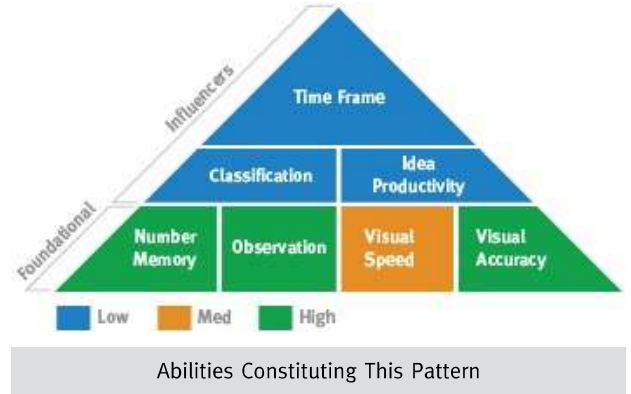 Influencers
Time Frame
Classification
Idea
Productivity
Foundational
Number
Memory
Observation
Visual
Speed
Visual
Accuracy
Low
Med
High
Abilities Constituting This Pattern